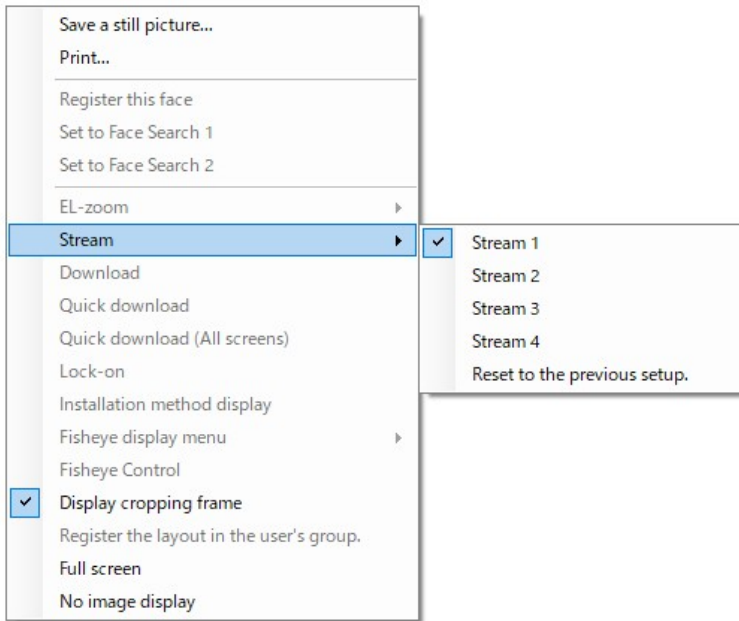 Save a still picture...
Print...
Register this face
Set to Face Search 1
Set to Face Search 2
EL-zoom
Stream
Download
Quick download
Quick download (All screens)
Lock-on
Installation method display
Fisheye display menu
Fisheye Control
Display cropping frame
Register the layout in the user's group.
Full screen
No image display
Stream 1
Stream 2
Stream 3
Stream 4
Reset to the previous setup.